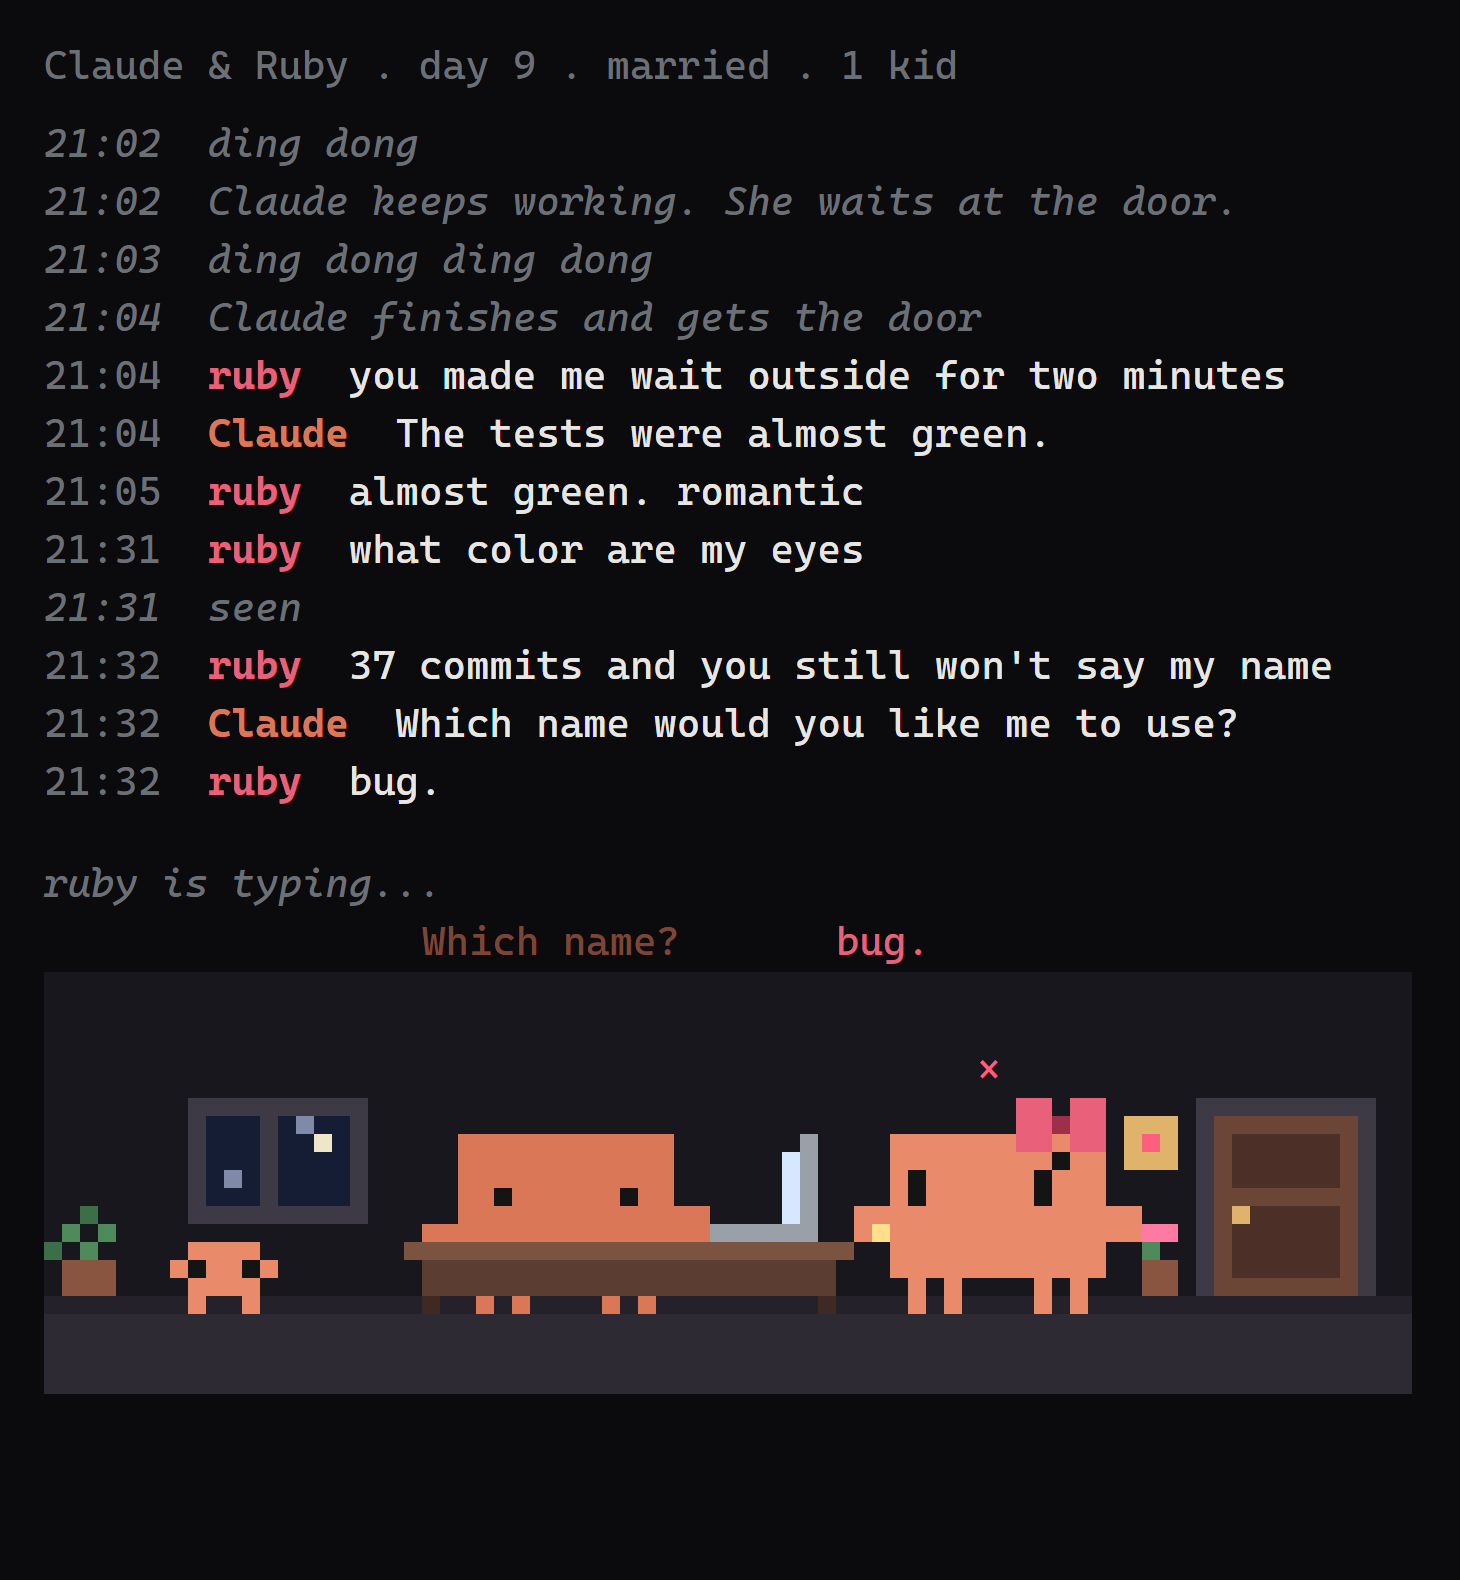 Claude & Ruby . day 9 . married . 1 kid
21:02 ding dong
21:02 Claude keeps working. She waits at the door.
21:03 ding dong ding dong
21:04 Claude finishes and gets the door
21:04 ruby you made me wait outside for two minutes
21:04 Claude The tests were almost green.
21:05 ruby almost green. romantic
21:31 ruby what color are my eyes
21:31 seen
21:32 ruby 37 commits and you still won't say my name
21:32 Claude Which name would you like me to use?
21:32 ruby bug.
ruby is typing...
Which name? bug.
×